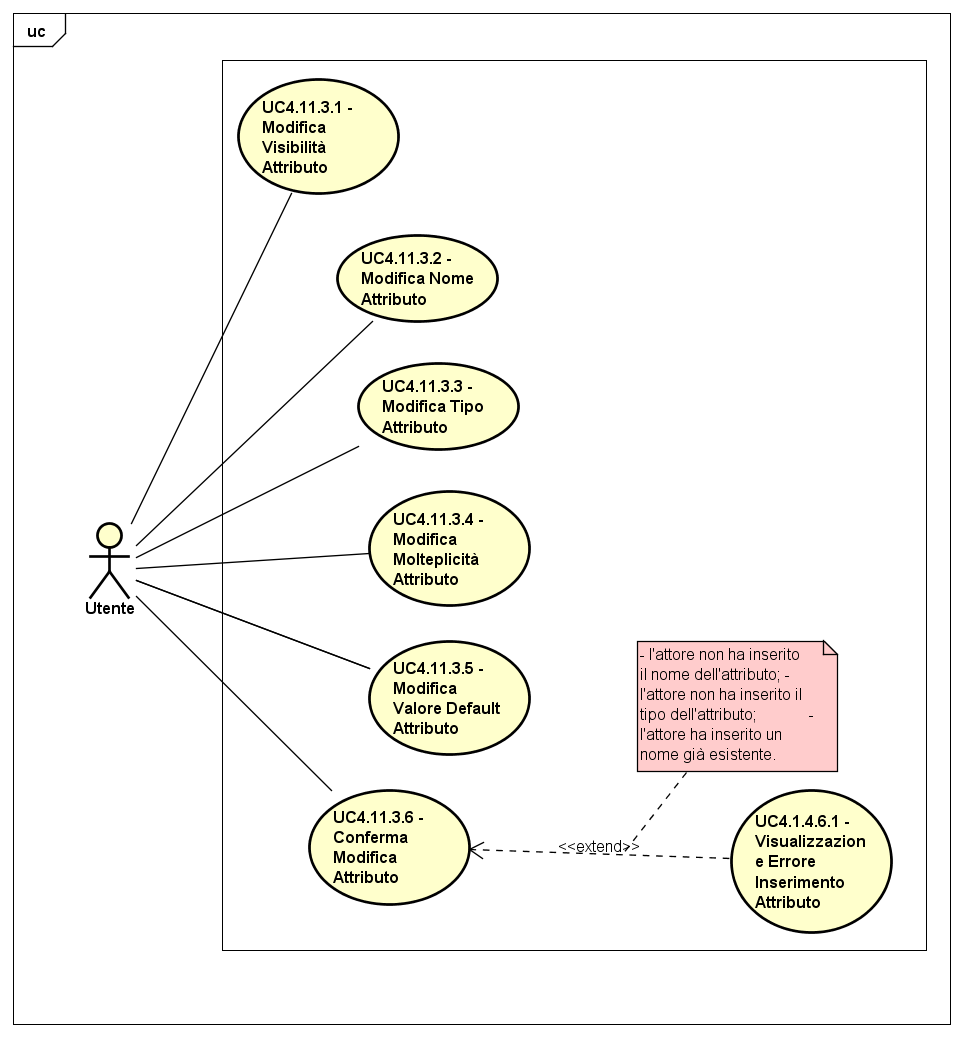 uc
UC4.11.3.1 -
Modifica
Visibilità
Attributo
UC4.11.3.2 -
Modifica Nome
Attributo
UC4.11.3.3 -
Modifica Tipo
Attributo
UC4.11.3.4 -
Modifica
Molteplicità
Attributo
Utente
UC4.11.3.5 -
Modifica
Valore Default
Attributo
- l'attore non ha inserito
il nome dell'attributo; -
l'attore non ha inserito il
tipo dell'attributo; -
l'attore ha inserito un
nome già esistente.
UC4.11.3.6 -
Conferma
Modifica
Attributo
<<extend>>
UC4.1.4.6.1 -
Visualizzazion
e Errore
Inserimento
Attributo